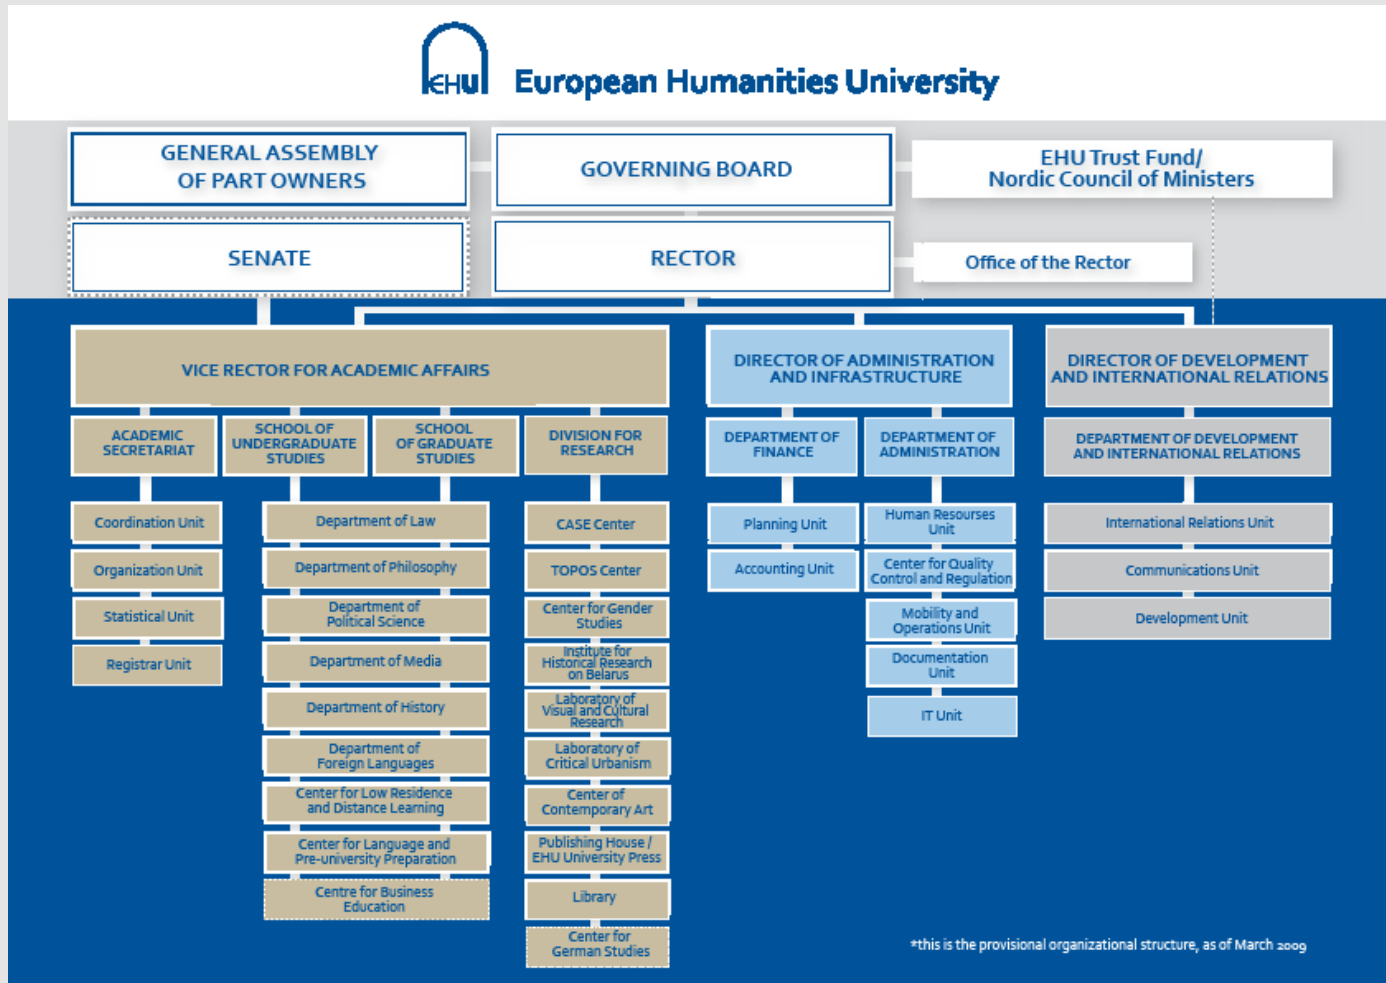 EHU European Humanities University
GENERAL ASSEMBLY
OF PART OWNERS
GOVERNING BOARD
EHU Trust Fund/
Nordic Council of Ministers
SENATE
RECTOR
Office of the Rector
VICE RECTOR FOR ACADEMIC AFFAIRS
DIRECTOR OF ADMINISTRATION
AND INFRASTRUCTURE
DIRECTOR OF DEVELOPMENT
AND INTERNATIONAL RELATIONS
ACADEMIC
SECRETARIAT
SCHOOL OF
UNDERGRADUATE
STUDIES
SCHOOL
OF GRADUATE
STUDIES
DIVISION FOR
RESEARCH
DEPARTMENT OF
FINANCE
DEPARTMENT OF
ADMINISTRATION
DEPARTMENT OF DEVELOPMENT
AND INTERNATIONAL RELATIONS
Coordination Unit
Organization Unit
Statistical Unit
Registrar Unit
Department of Law
Department of Philosophy
Department of
Political Science
Department of Media
Department of History
Department of
Foreign Languages
Center for Low Residence
and Distance Learning
Center for Language and
Pre-university Preparation
Centre for Business
Education
CASE Center
TOPOS Center
Center for Gender
Studies
Institute for
Historical Research
on Belarus
Laboratory of
Visual and Cultural
Research
Laboratory of
Critical Urbanism
Center of
Contemporary Art
Publishing House /
EHU University Press
Library
Center for
German Studies
Planning Unit
Accounting Unit
Human Resourses
Unit
Center for Quality
Control and Regulation
Mobility and
Operations Unit
Documentation
Unit
IT Unit
International Relations Unit
Communications Unit
Development Unit
*this is the provisional organizational structure, as of March 2009